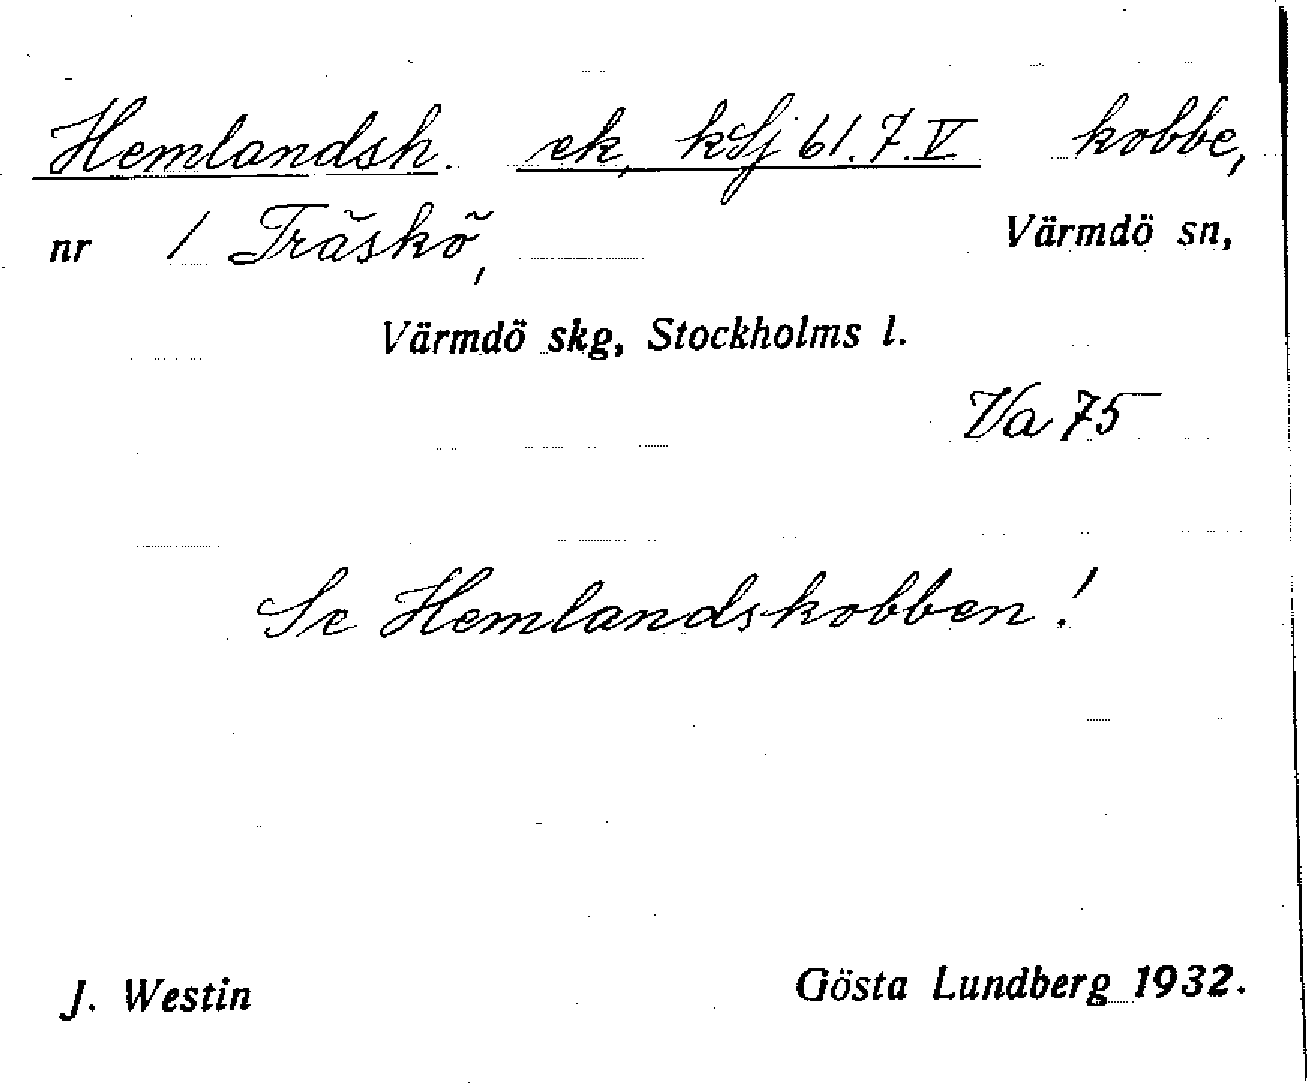 Hemlandsh. ek, kSj 61.7.V kobbe,
nr 1 Träskö, Värmdö sn,
Värmdö skg, Stockholms l.
Va 75
Se Hemlandskobben!
J. Westin Gösta Lundberg 1932.